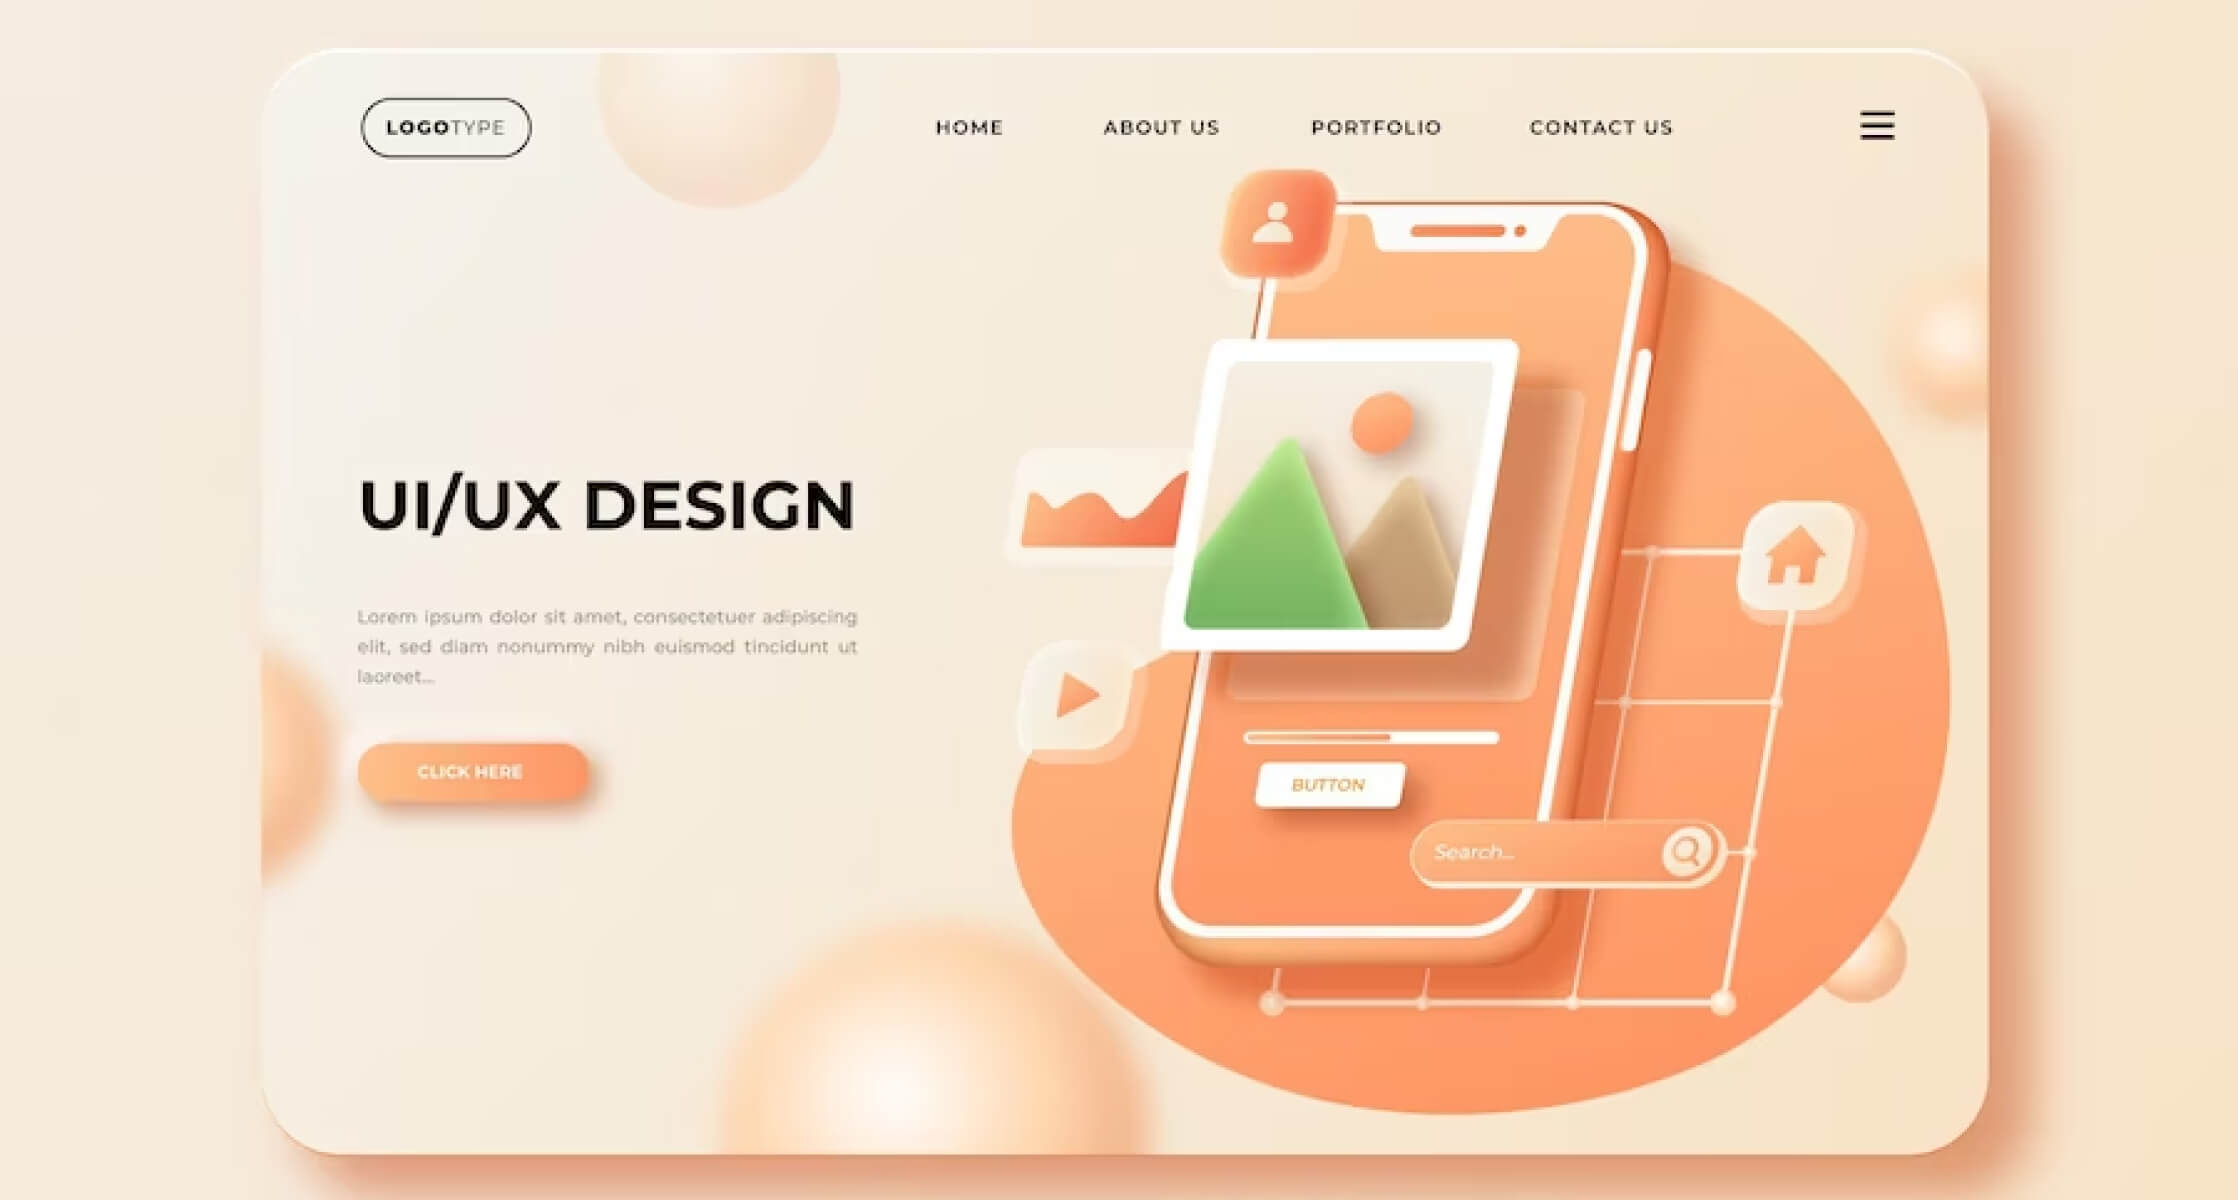 LOGOTYPE
HOME ABOUT US PORTFOLIO CONTACT US
UI/UX DESIGN
Lorem ipsum dolor sit amet, consectetuer adipiscing
elit, sed diam nonummy nibh euismod tincidunt ut
laoreet...
CLICK HERE
BUTTON
Search...